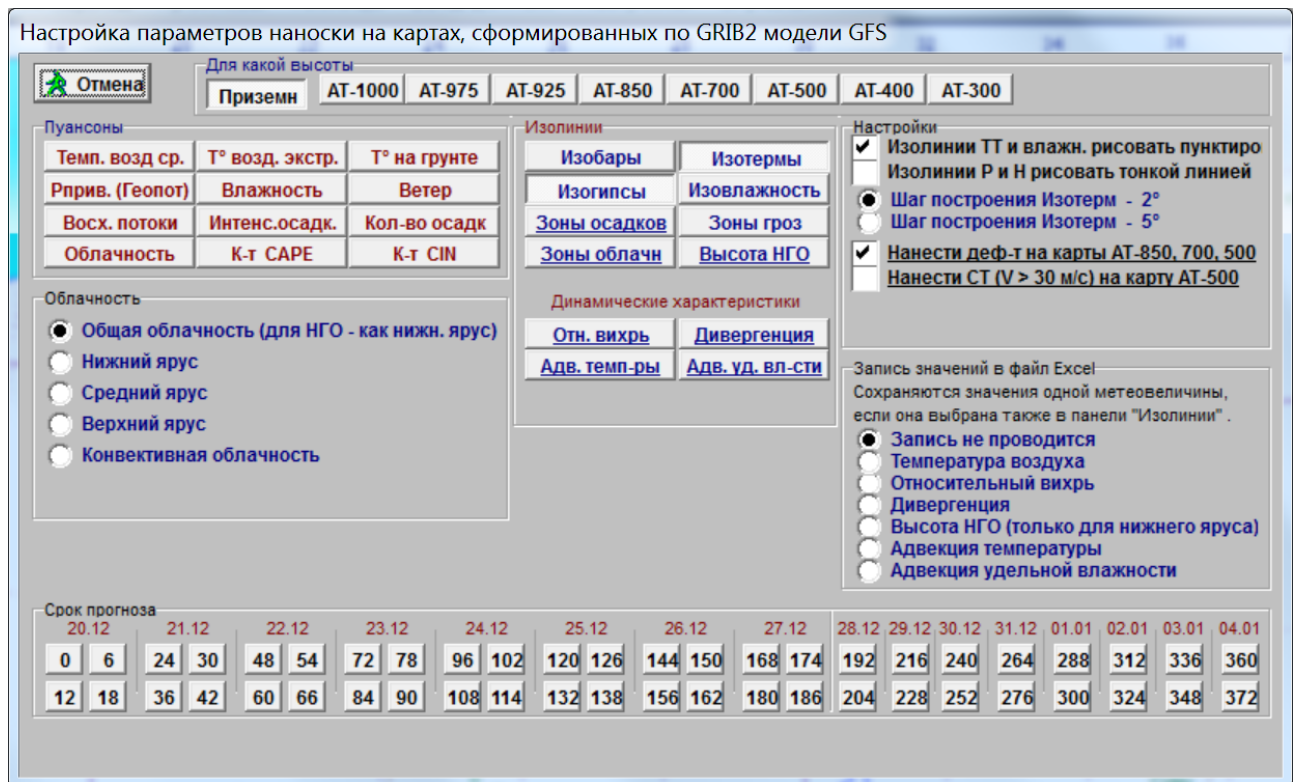 Настройка параметров наноски на картах, сформированных по GRIB2 модели GFS
Отмена
Для какой высоты
Приземн АТ-1000 АТ-975 АТ-925 АТ-850 АТ-700 АТ-500 АТ-400 АТ-300
Пуансоны
Темп. возд ср. Т° возд. экстр. Т° на грунте
Рприв. (Геопот) Влажность Ветер
Восх. потоки Интенс.осадк. Кол-во осадк
Облачность К-т CAPE К-т CIN
Облачность
Общая облачность (для НГО - как нижн. ярус)
Нижний ярус
Средний ярус
Верхний ярус
Конвективная облачность
Изолинии
Изобары Изотермы
Изогипсы Изовлажность
Зоны осадков Зоны гроз
Зоны облачн Высота НГО
Динамические характеристики
Отн. вихрь Дивергенция
Адв. темп-ры Адв. уд. вл-сти
Настройки
Изолинии ТТ и влажн. рисовать пунктиро
Изолинии Р и Н рисовать тонкой линией
Шаг построения Изотерм - 2°
Шаг построения Изотерм - 5°
Нанести деф-т на карты АТ-850, 700, 500
Нанести СТ (V > 30 м/с) на карту АТ-500
Запись значений в файл Excel
Сохраняются значения одной метеовеличины,
если она выбрана также в панели "Изолинии" .
Запись не проводится
Температура воздуха
Относительный вихрь
Дивергенция
Высота НГО (только для нижнего яруса)
Адвекция температуры
Адвекция удельной влажности
Срок прогноза
20.12 21.12 22.12 23.12 24.12 25.12 26.12 27.12 28.12 29.12 30.12 31.12 01.01 02.01 03.01 04.01
0 6 24 30 48 54 72 78 96 102 120 126 144 150 168 174 192 216 240 264 288 312 336 360
12 18 36 42 60 66 84 90 108 114 132 138 156 162 180 186 204 228 252 276 300 324 348 372